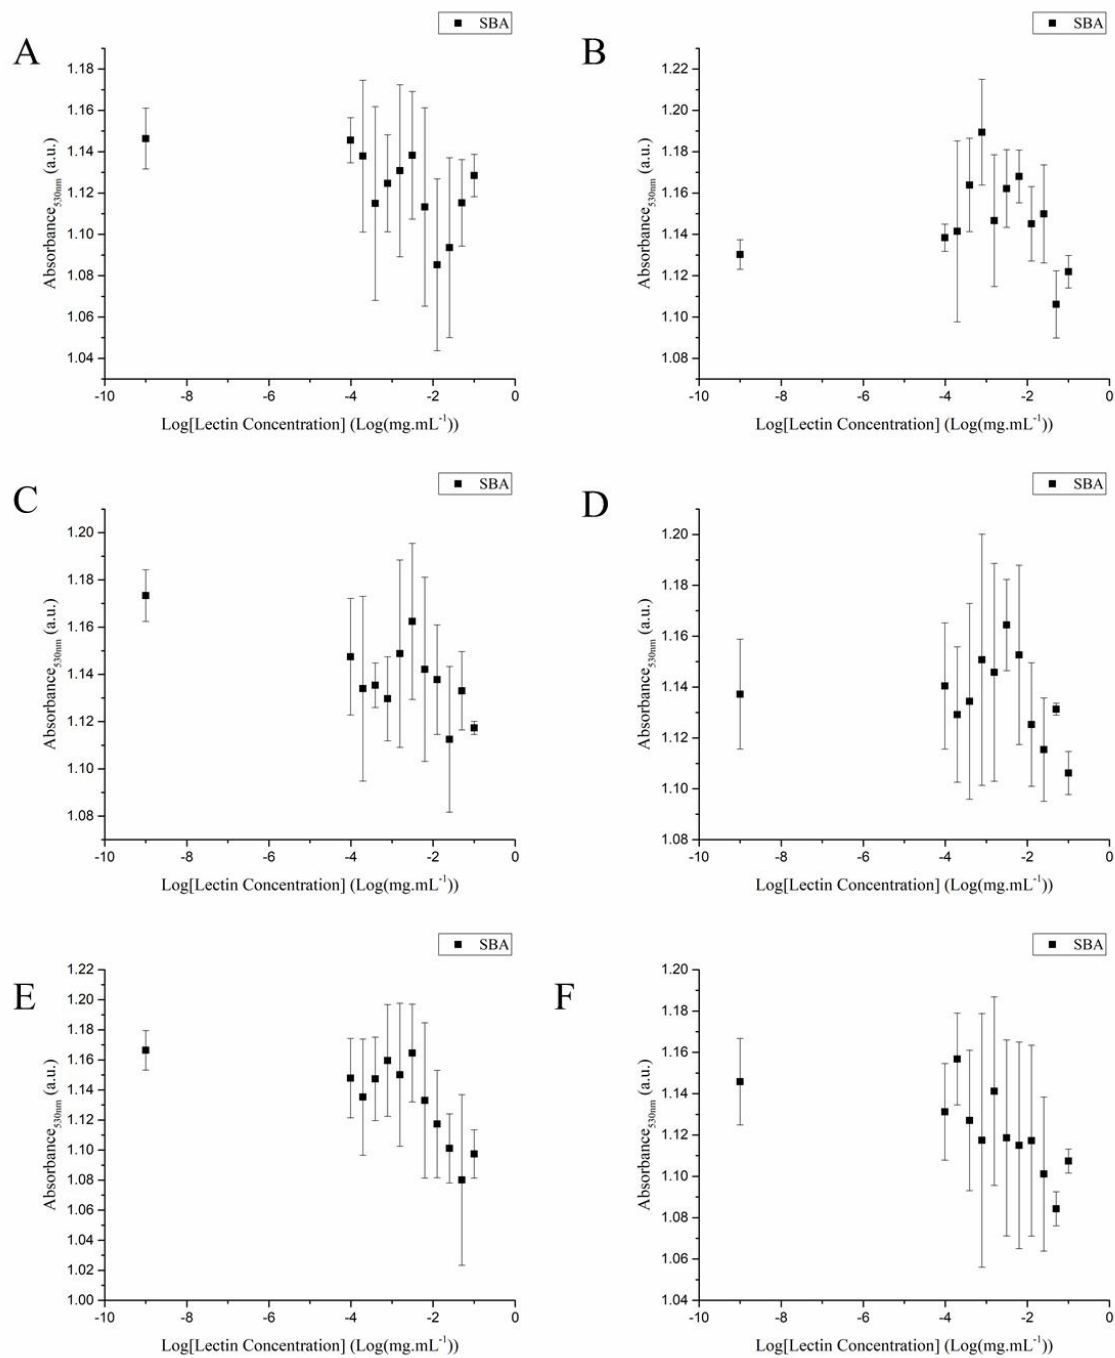 SBA
A
1.18
1.16
1.14
1.12
1.10
1.08
1.06
1.04
Absorbance530nm (a.u.)
-10 -8 -6 -4 -2 0
Log[Lectin Concentration] (Log(mg.mL-1))
SBA
B
1.22
1.20
1.18
1.16
1.14
1.12
1.10
1.08
Absorbance530nm (a.u.)
-10 -8 -6 -4 -2 0
Log[Lectin Concentration] (Log(mg.mL-1))
SBA
C
1.20
1.18
1.16
1.14
1.12
1.10
1.08
Absorbance530nm (a.u.)
-10 -8 -6 -4 -2 0
Log[Lectin Concentration] (Log(mg.mL-1))
SBA
D
1.20
1.18
1.16
1.14
1.12
1.10
1.08
Absorbance530nm (a.u.)
-10 -8 -6 -4 -2 0
Log[Lectin Concentration] (Log(mg.mL-1))
SBA
E
1.22
1.20
1.18
1.16
1.14
1.12
1.10
1.08
1.06
1.04
1.02
1.00
Absorbance530nm (a.u.)
-10 -8 -6 -4 -2 0
Log[Lectin Concentration] (Log(mg.mL-1))
SBA
F
1.20
1.18
1.16
1.14
1.12
1.10
1.08
1.06
1.04
Absorbance530nm (a.u.)
-10 -8 -6 -4 -2 0
Log[Lectin Concentration] (Log(mg.mL-1))